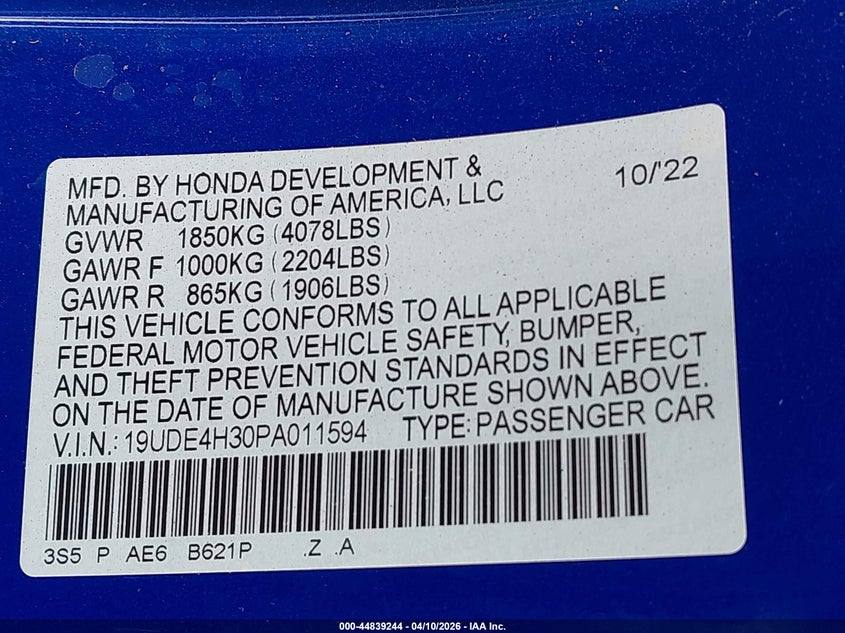 MFD. BY HONDA DEVELOPMENT & 10/'22
MANUFACTURING OF AMERICA, LLC
GVWR 1850KG (4078LBS)
GAWR F 1000KG (2204LBS)
GAWR R 865KG (1906LBS)
THIS VEHICLE CONFORMS TO ALL APPLICABLE
FEDERAL MOTOR VEHICLE SAFETY, BUMPER,
AND THEFT PREVENTION STANDARDS IN EFFECT
ON THE DATE OF MANUFACTURE SHOWN ABOVE.
V.I.N.: 19UDE4H30PA011594 TYPE: PASSENGER CAR
3S5 P AE6 B621P .Z .A
000-44839244 - 04/10/2026 - IAA Inc.